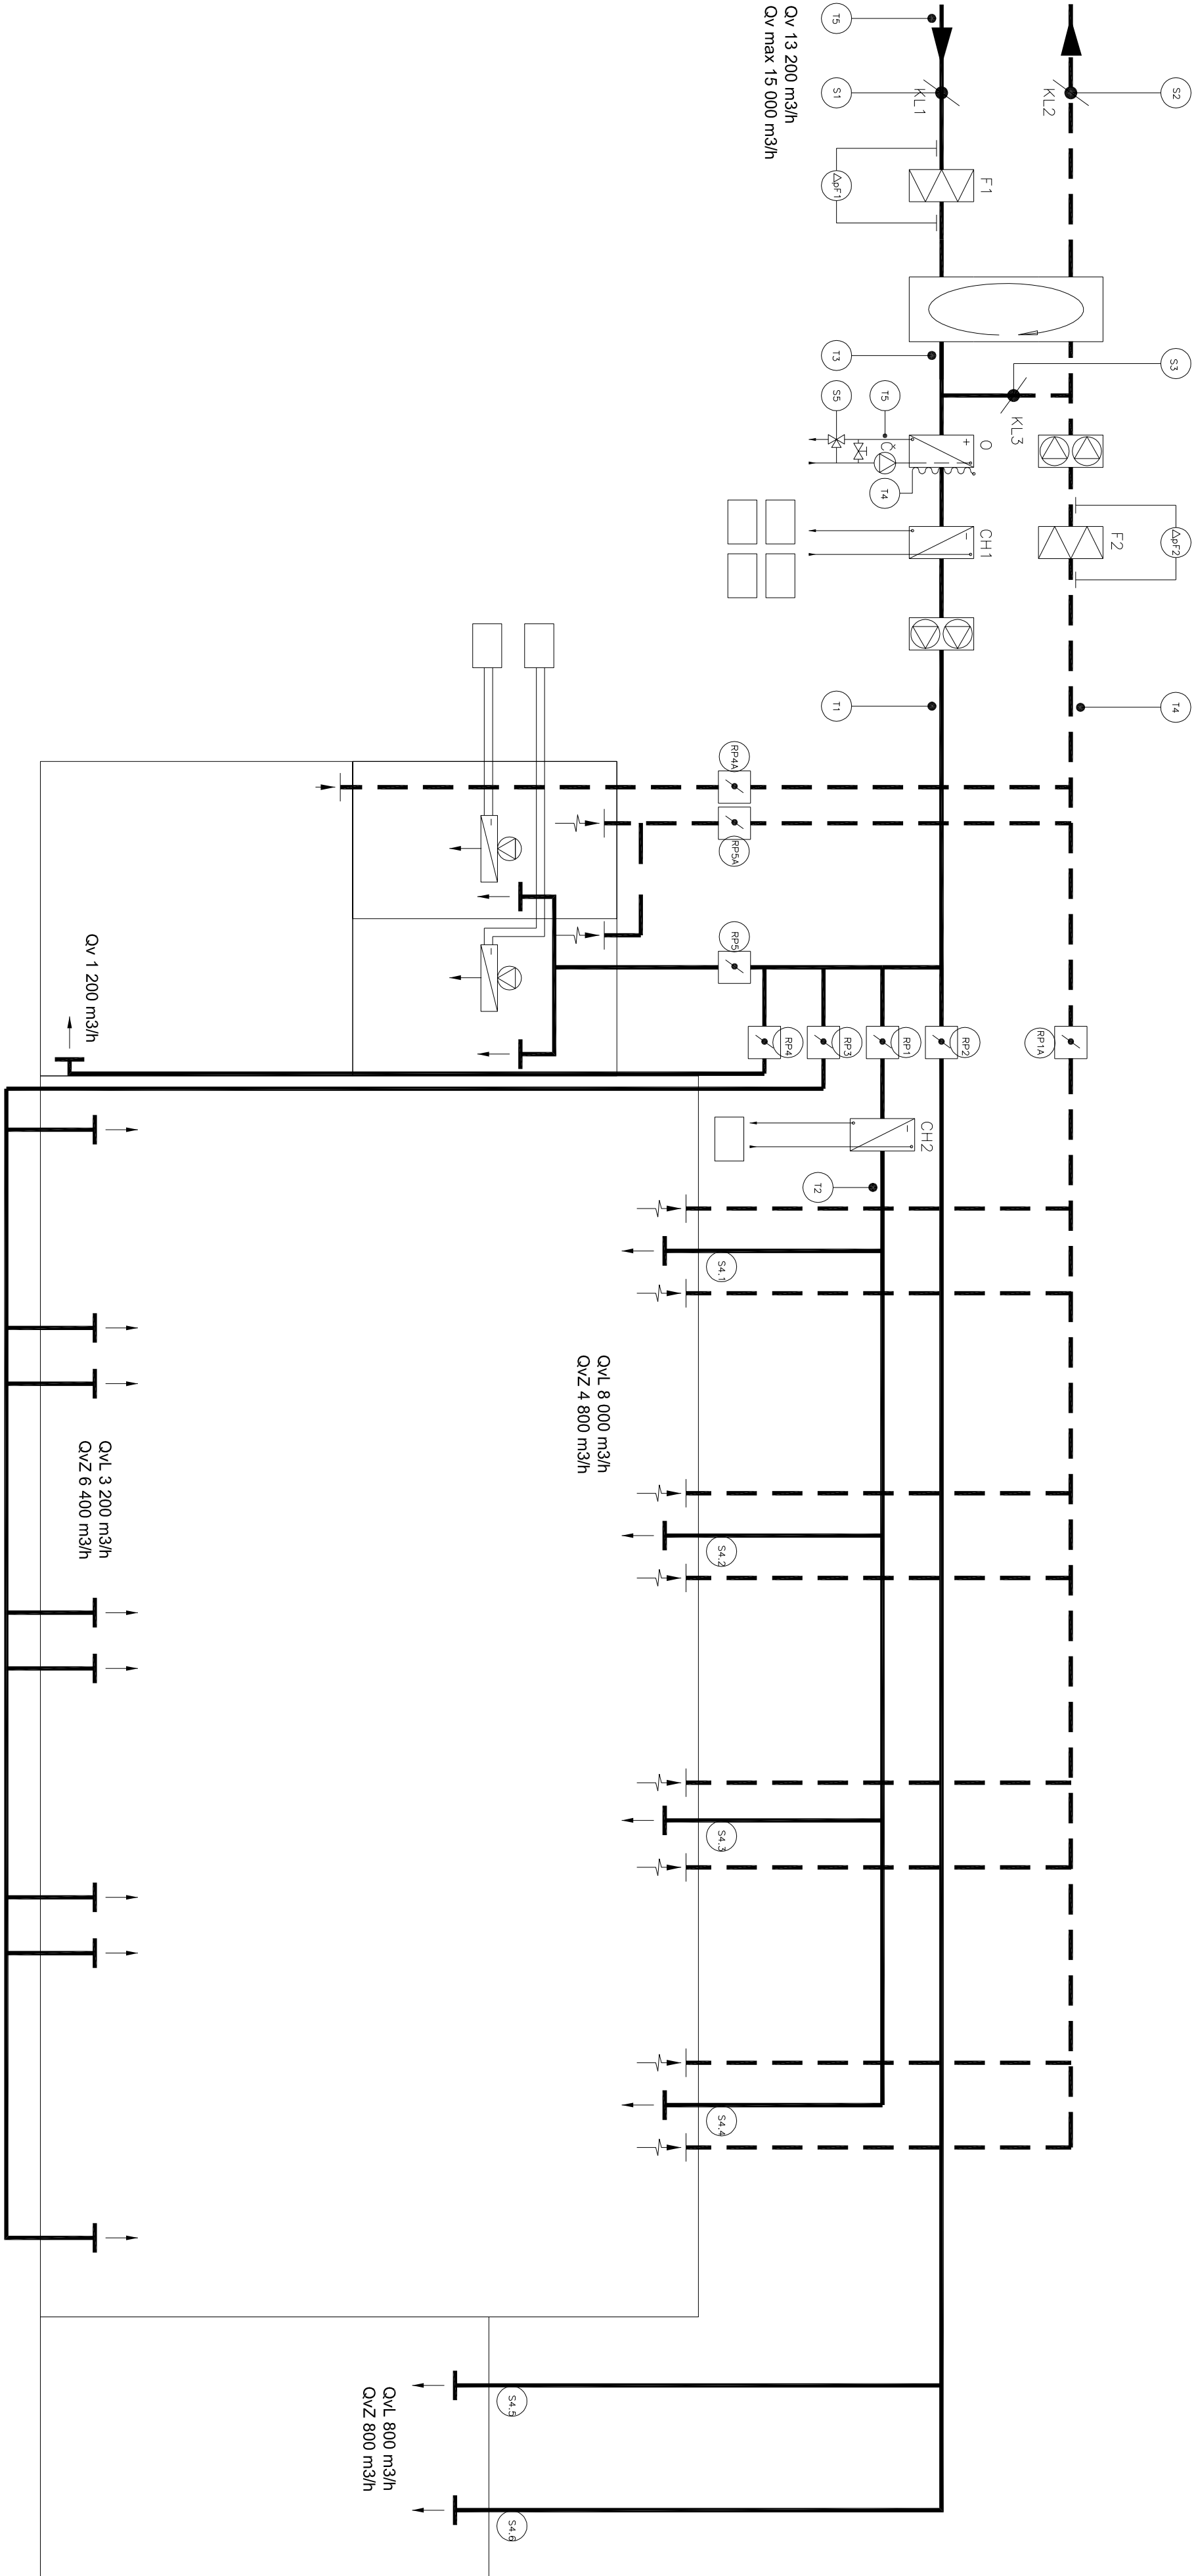 S2
KL2
T5
S1
KL1
Qv 13 200 m3/h
Qv max 15 000 m3/h
F1
ΔpF1
S3
KL3
T3
S5
T5
Č
O
+
T4
ΔpF2
F2
CH1
–
T4
T1
RP4A
RP5A
RP5
–
–
RP4
RP3
RP1
RP2
RP1A
Qv 1 200 m3/h
CH2
–
T2
S4.1
QvL 8 000 m3/h
QvZ 4 800 m3/h
S4.2
QvL 3 200 m3/h
QvZ 6 400 m3/h
S4.3
S4.4
S4.5
QvL 800 m3/h
QvZ 800 m3/h
S4.6